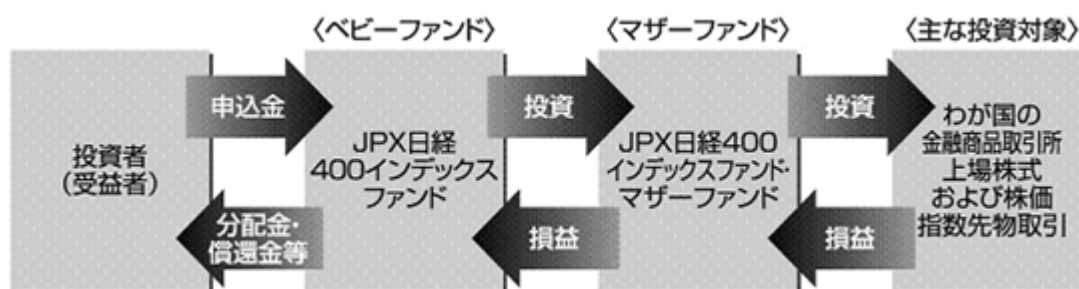 〈ベビーファンド〉
〈マザーファンド〉
〈主な投資対象〉
投資者
(受益者)
申込金
分配金・
償還金等
JPX日経
400インデックス
ファンド
投資
損益
JPX日経400
インデックスファンド・
マザーファンド
投資
損益
わが国の
金融商品取引所
上場株式
および株価
指数先物取引